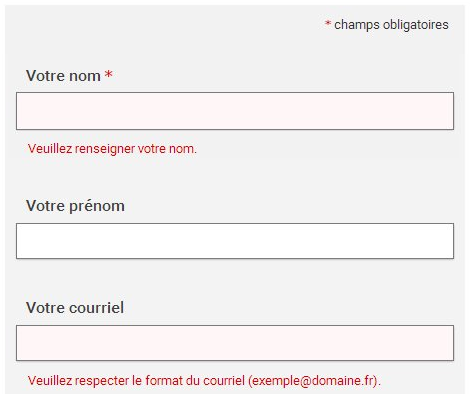 * champs obligatoires
Votre nom *
Veuillez renseigner votre nom.
Votre prénom
Votre courriel
Veuillez respecter le format du courriel (exemple@domaine.fr).